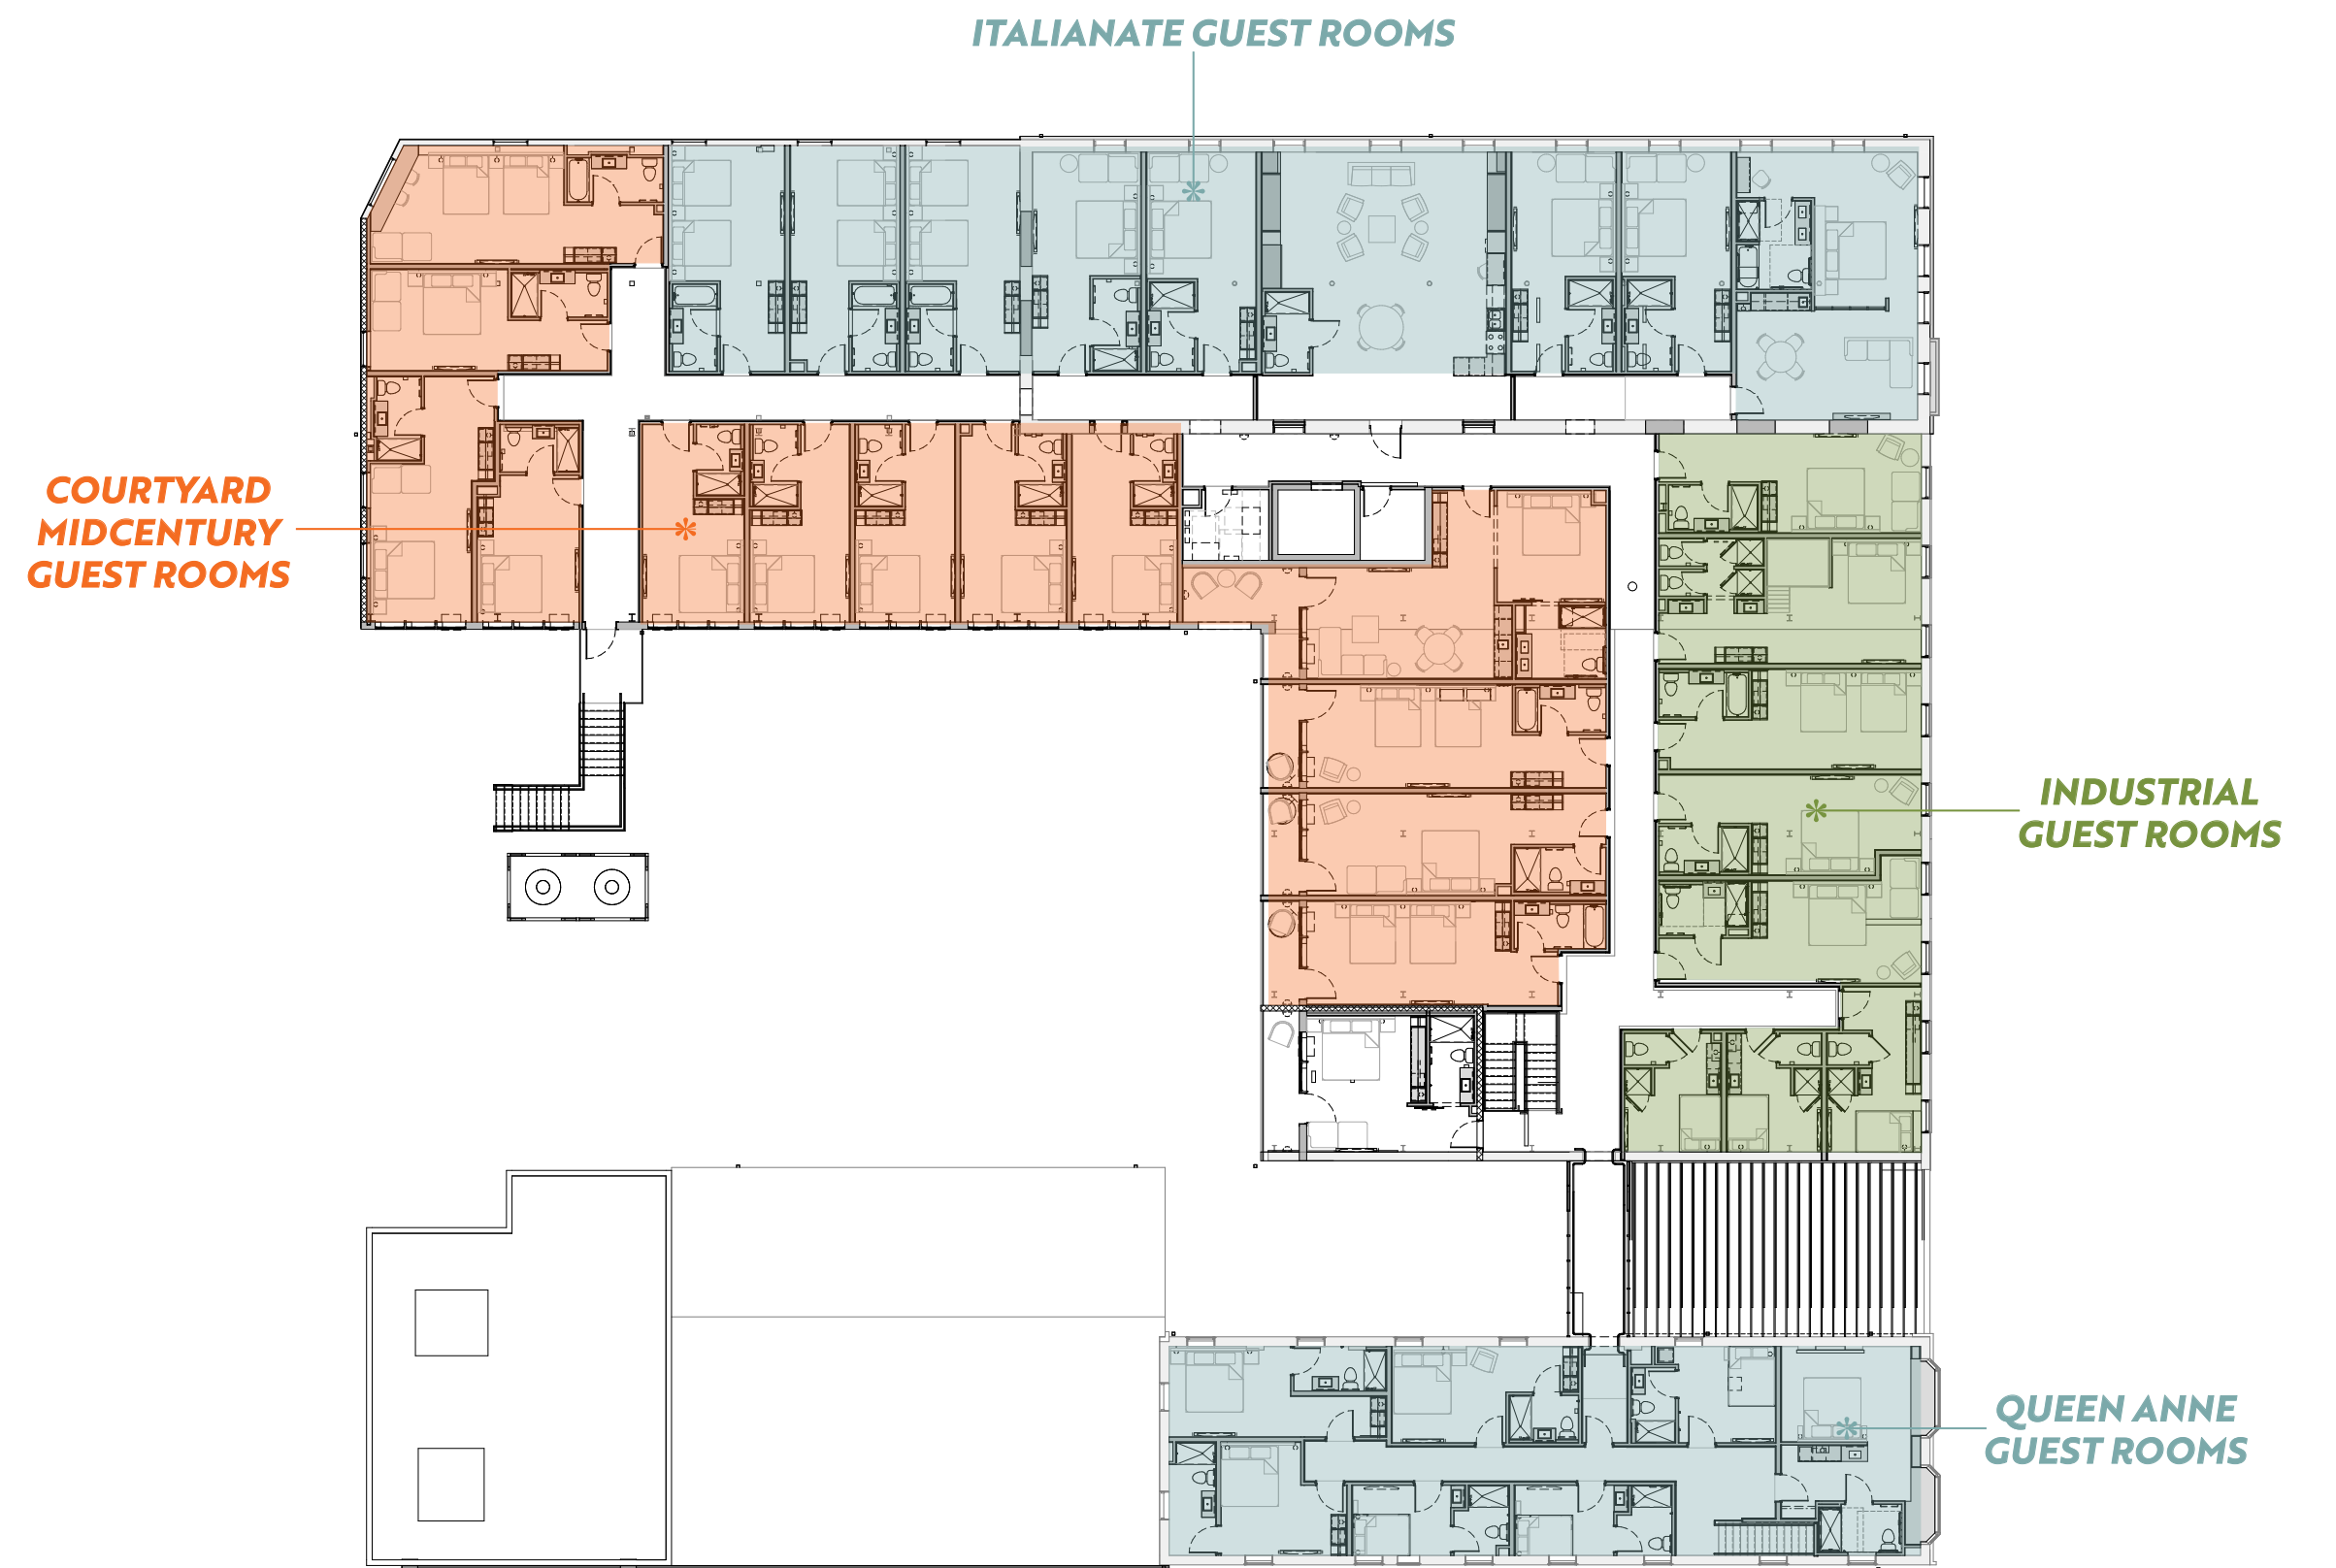 ITALIANATE GUEST ROOMS
COURTYARD
MIDCENTURY
GUEST ROOMS
INDUSTRIAL
GUEST ROOMS
QUEEN ANNE
GUEST ROOMS